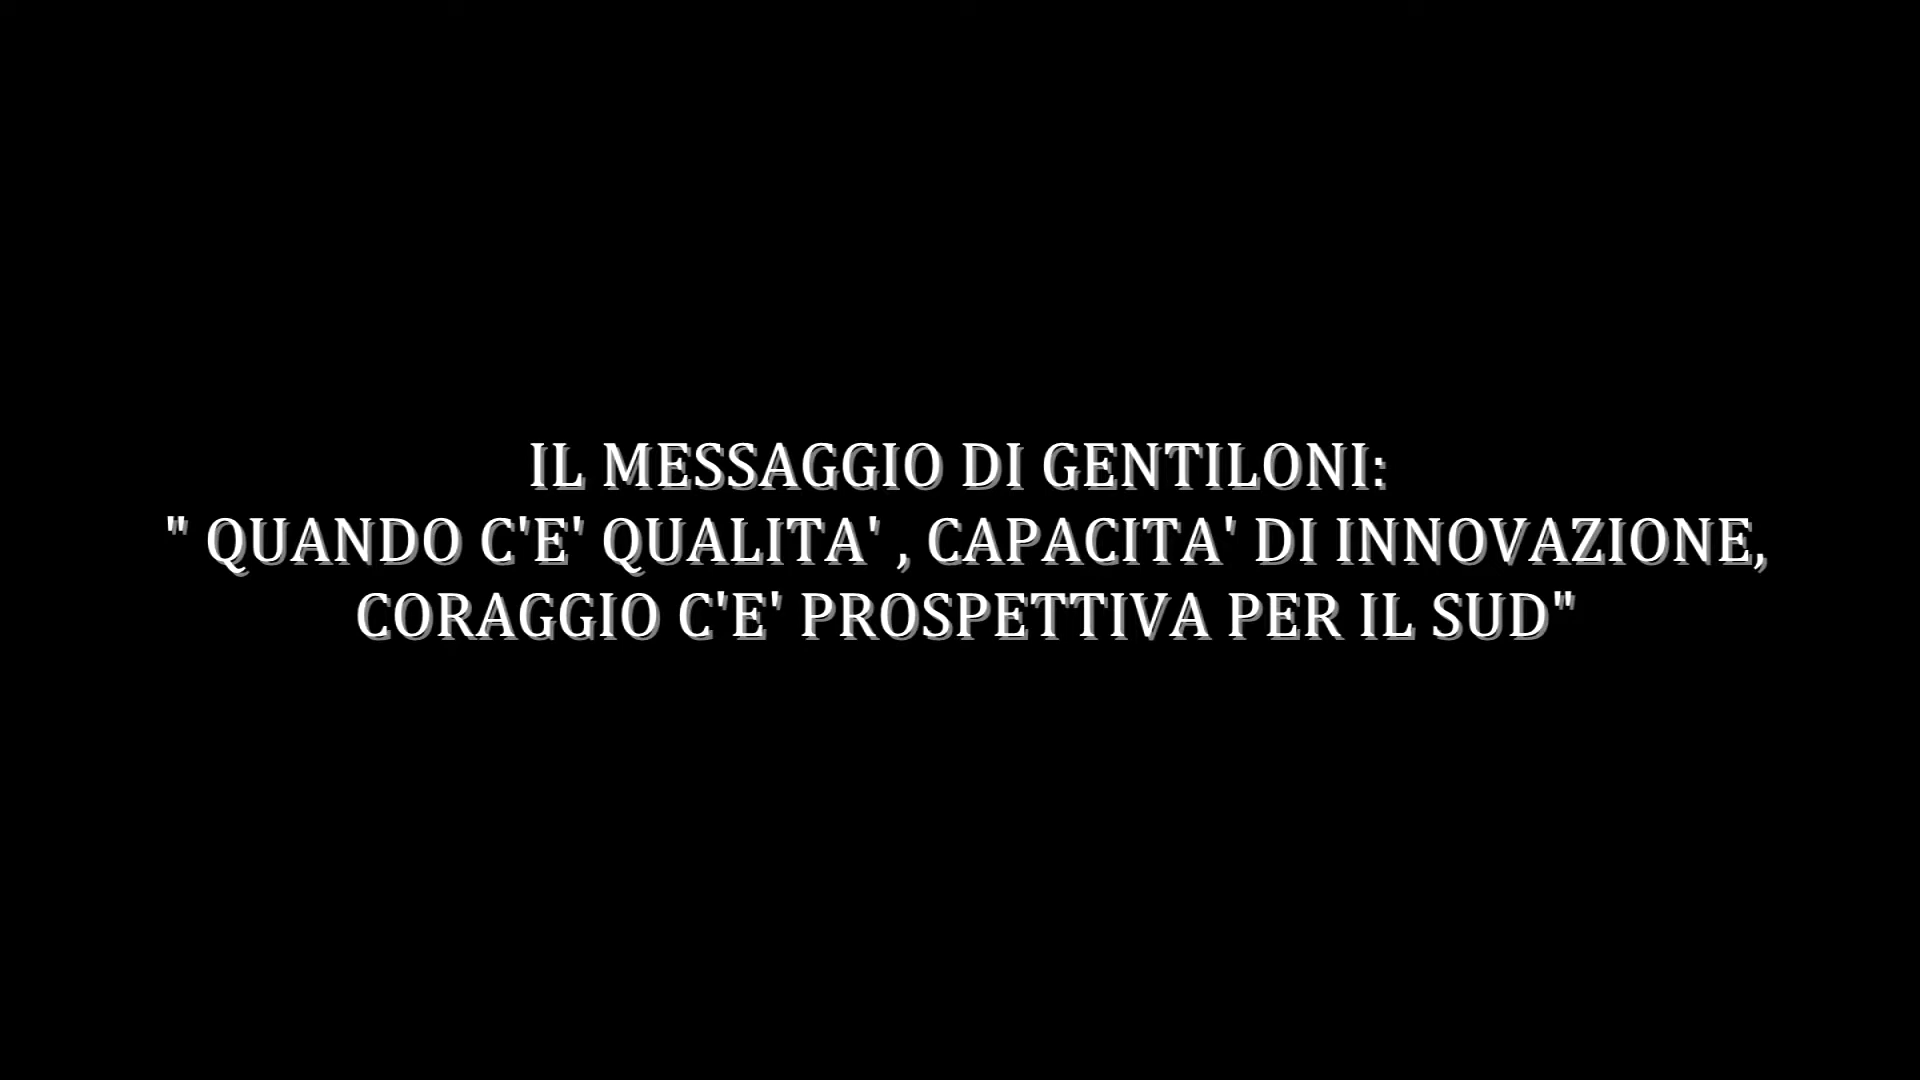 IL MESSAGGIO DI GENTILONI:
" QUANDO C'E' QUALITA' , CAPACITA' DI INNOVAZIONE,
CORAGGIO C'E' PROSPETTIVA PER IL SUD"